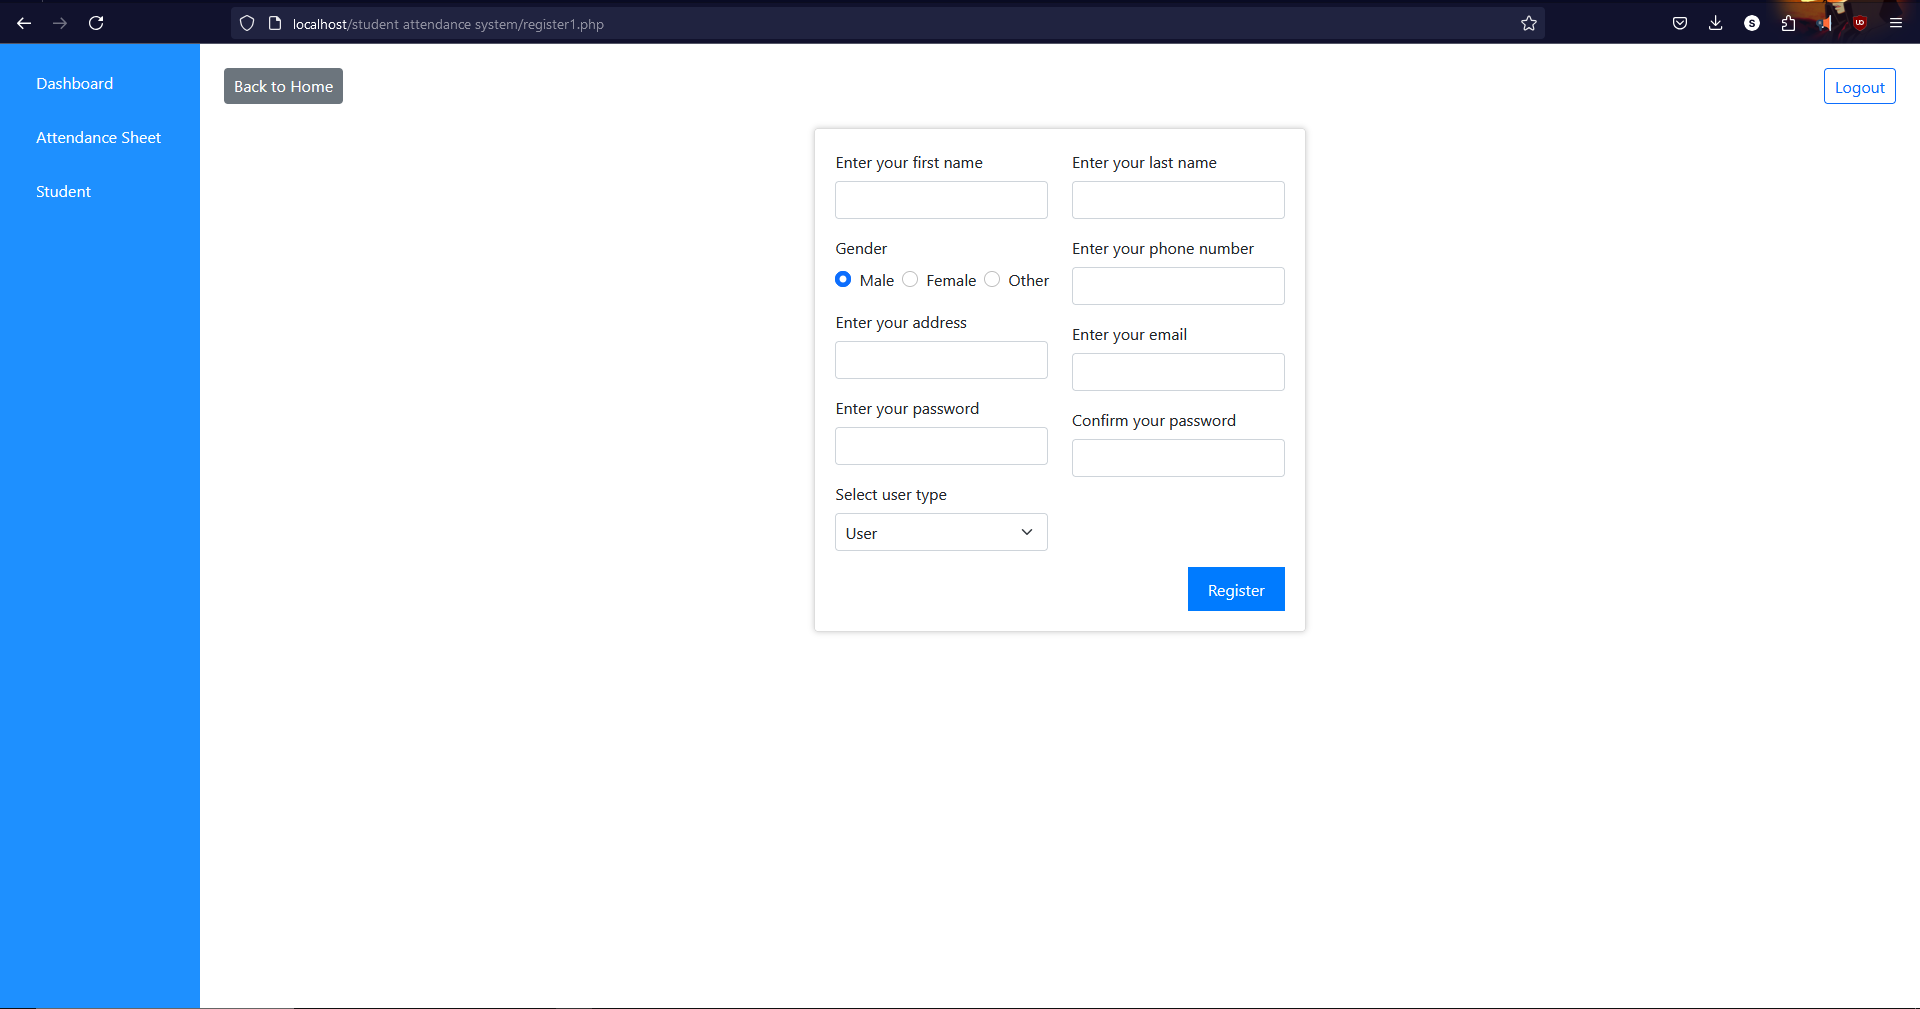 localhost/student attendance system/register1.php
S
Dashboard
Attendance Sheet
Student
Back to Home
Logout
Enter your first name
Enter your last name
Gender
Male Female Other
Enter your phone number
Enter your address
Enter your email
Enter your password
Confirm your password
Select user type
User
Register